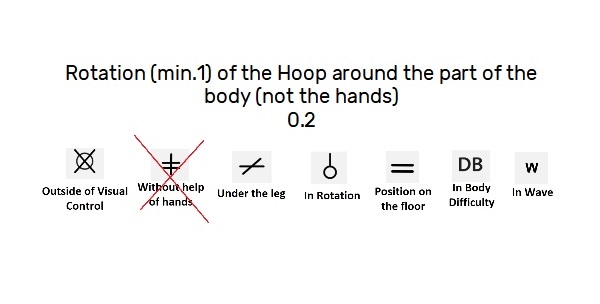 Rotation (min.1) of the Hoop around the part of the
body (not the hands)
0.2
DB
w
Outside of Visual
Control
Without help
of hands
Under the leg
In Rotation
Position on
the floor
In Body
Difficulty
In Wave